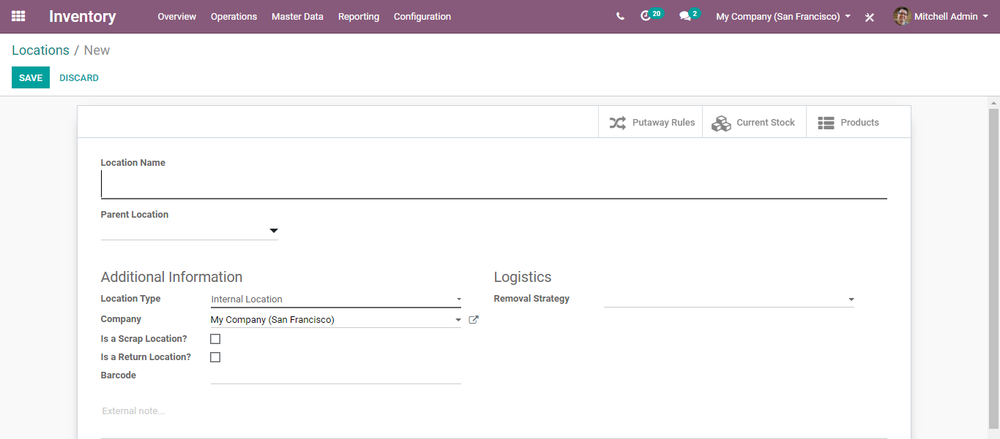 Inventory Overview Operations Master Data Reporting Configuration 20 2 My Company (San Francisco) Mitchell Admin
Locations / New
SAVE DISCARD
Putaway Rules Current Stock Products
Location Name
Parent Location
Additional Information Logistics
Location Type Internal Location Removal Strategy
Company My Company (San Francisco)
Is a Scrap Location?
Is a Return Location?
Barcode
External note...